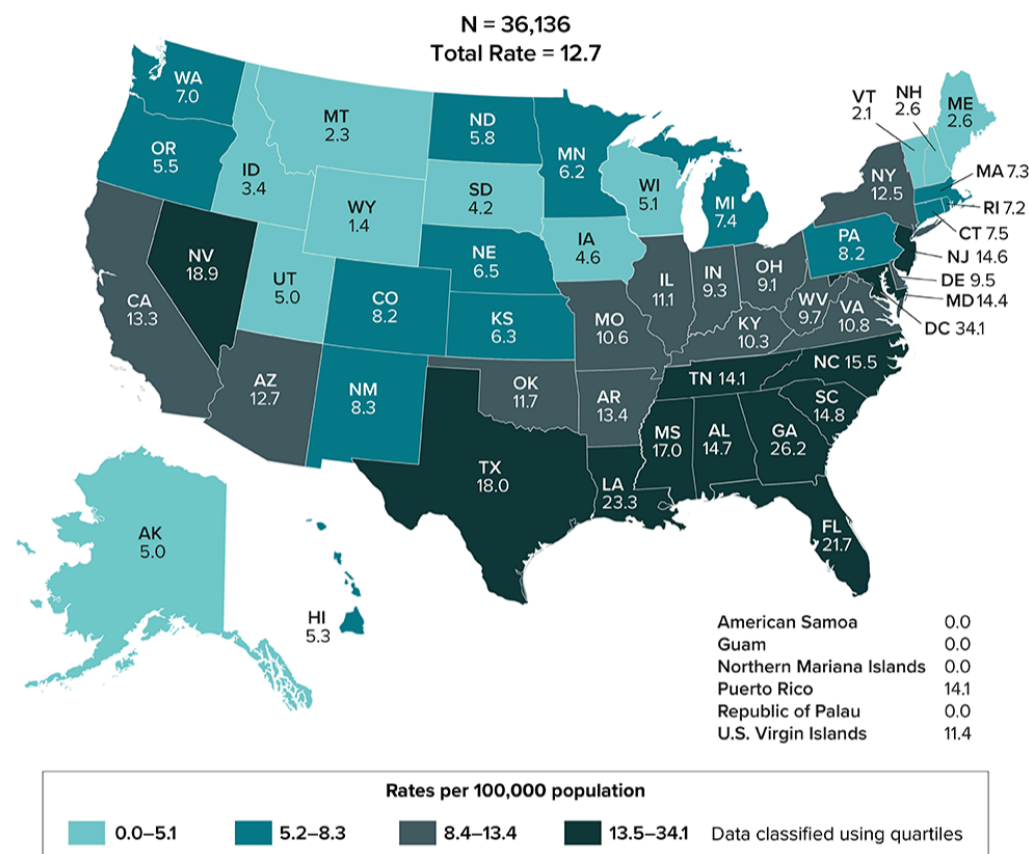 N = 36,136
Total Rate = 12.7
WA
7.0
OR
5.5
CA
13.3
NV
18.9
ID
3.4
MT
2.3
WY
1.4
UT
5.0
AZ
12.7
CO
8.2
NM
8.3
ND
5.8
SD
4.2
NE
6.5
KS
6.3
OK
11.7
TX
18.0
MN
6.2
IA
4.6
MO
10.6
AR
13.4
LA
23.3
WI
5.1
IL
11.1
MI
7.4
IN
9.3
OH
9.1
KY
10.3
TN 14.1
MS
17.0
AL
14.7
GA
26.2
FL
21.7
SC
14.8
NC 15.5
VA
10.8
WV
9.7
PA
8.2
NY
12.5
VT
2.1
NH
2.6
ME
2.6
MA 7.3
RI 7.2
CT 7.5
NJ 14.6
DE 9.5
MD 14.4
DC 34.1
AK
5.0
HI
5.3
American Samoa 0.0
Guam 0.0
Northern Mariana Islands 0.0
Puerto Rico 14.1
Republic of Palau 0.0
U.S. Virgin Islands 11.4
Rates per 100,000 population
0.0–5.1 5.2–8.3 8.4–13.4 13.5–34.1 Data classified using quartiles